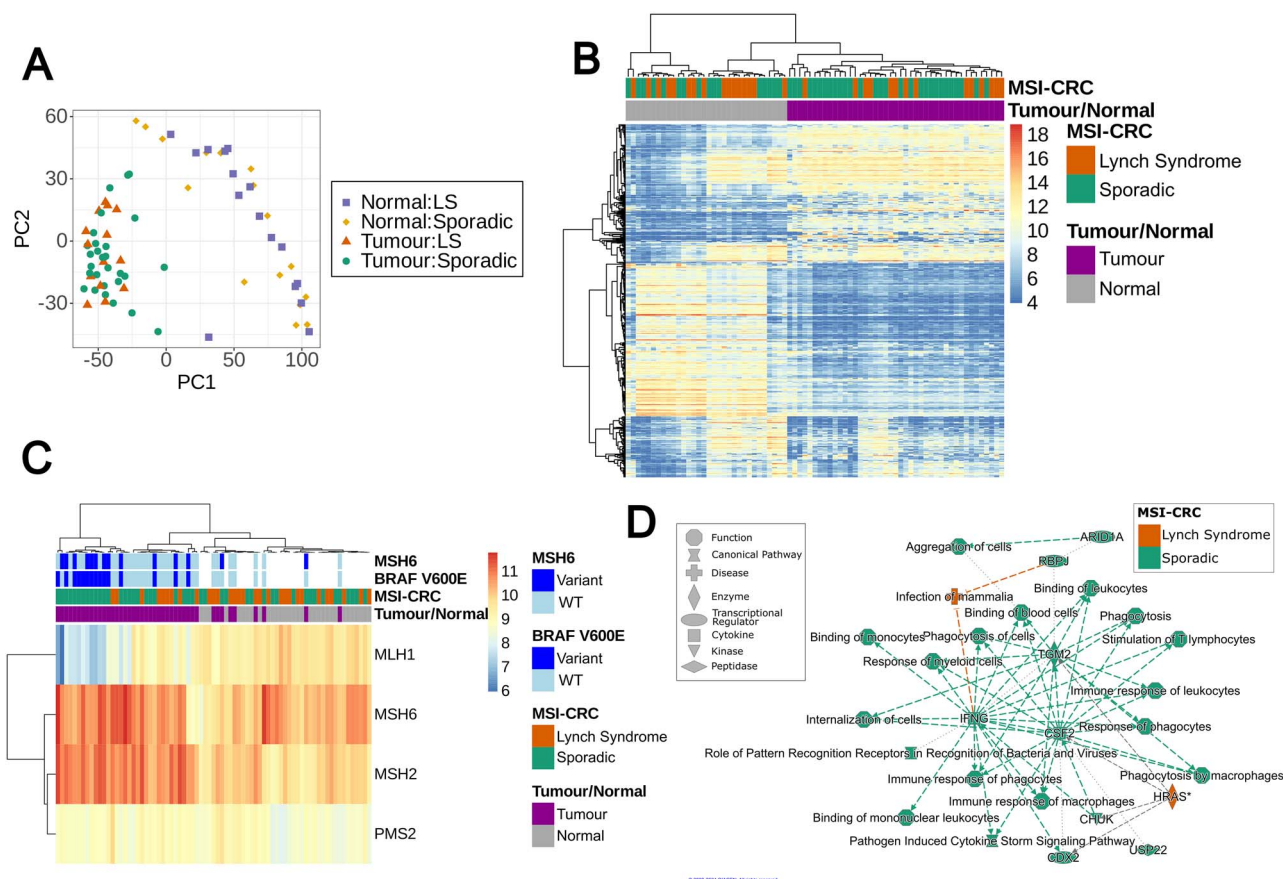 A
60
30
0
-30
PC2
-50
0
50
100
PC1
Normal:LS
Normal:Sporadic
Tumour:LS
Tumour:Sporadic
B
MSI-CRC
Tumour/Normal
18
16
14
12
10
8
6
4
MSI-CRC
Lynch Syndrome
Sporadic
Tumour/Normal
Tumour
Normal
C
MSH6
BRAF V600E
MSI-CRC
Tumour/Normal
MLH1
MSH6
MSH2
PMS2
11
10
9
8
7
6
MSH6
Variant
WT
BRAF V600E
Variant
WT
MSI-CRC
Lynch Syndrome
Sporadic
Tumour/Normal
Tumour
Normal
D
Function
Canonical Pathway
Disease
Enzyme
Transcriptional
Regulator
Cytokine
Kinase
Peptidase
MSI-CRC
Lynch Syndrome
Sporadic
ARID1A
Aggregation of cells
RBPJ
Infection of mammalia
Binding of leukocytes
Binding of blood cells
Phagocytosis
Binding of monocytes
Phagocytosis of cells
Stimulation of T lymphocytes
Response of myeloid cells
TGM2
Immune response of leukocytes
Internalization of cells
IFNG
CSF2
Response of phagocytes
Role of Pattern Recognition Receptors in Recognition of Bacteria and Viruses
Immune response of phagocytes
Phagocytosis by macrophages
HRAS*
Immune response of macrophages
Binding of mononuclear leukocytes
CHUK
Pathogen Induced Cytokine Storm Signaling Pathway
CDX2
USP22